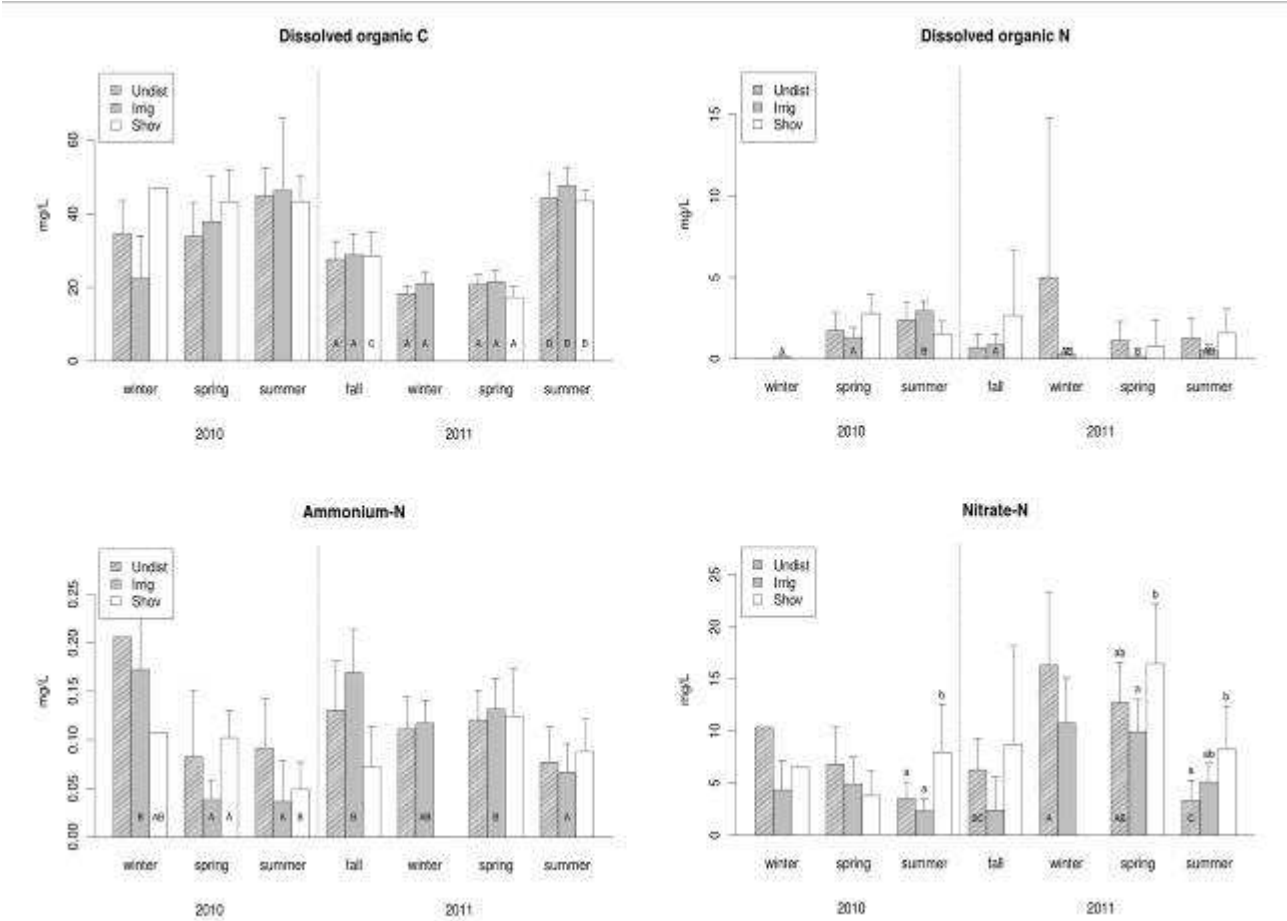 Dissolved organic C
Undist
Irrig
Shov
mg/L
60
40
20
0
A A C A A A A A B B B
winter spring summer fall winter spring summer
2010 2011
Dissolved organic N
Undist
Irrig
Shov
mg/L
15
10
5
0
A A B A AB B AB
winter spring summer fall winter spring summer
2010 2011
Ammonium-N
Undist
Irrig
Shov
mg/L
0.25
0.20
0.15
0.10
0.05
0.00
B AB A A A B AB B A
winter spring summer fall winter spring summer
2010 2011
Nitrate-N
Undist
Irrig
Shov
mg/L
25
20
15
10
5
0
a a b ab a b a ab b
BC A AB C
winter spring summer fall winter spring summer
2010 2011